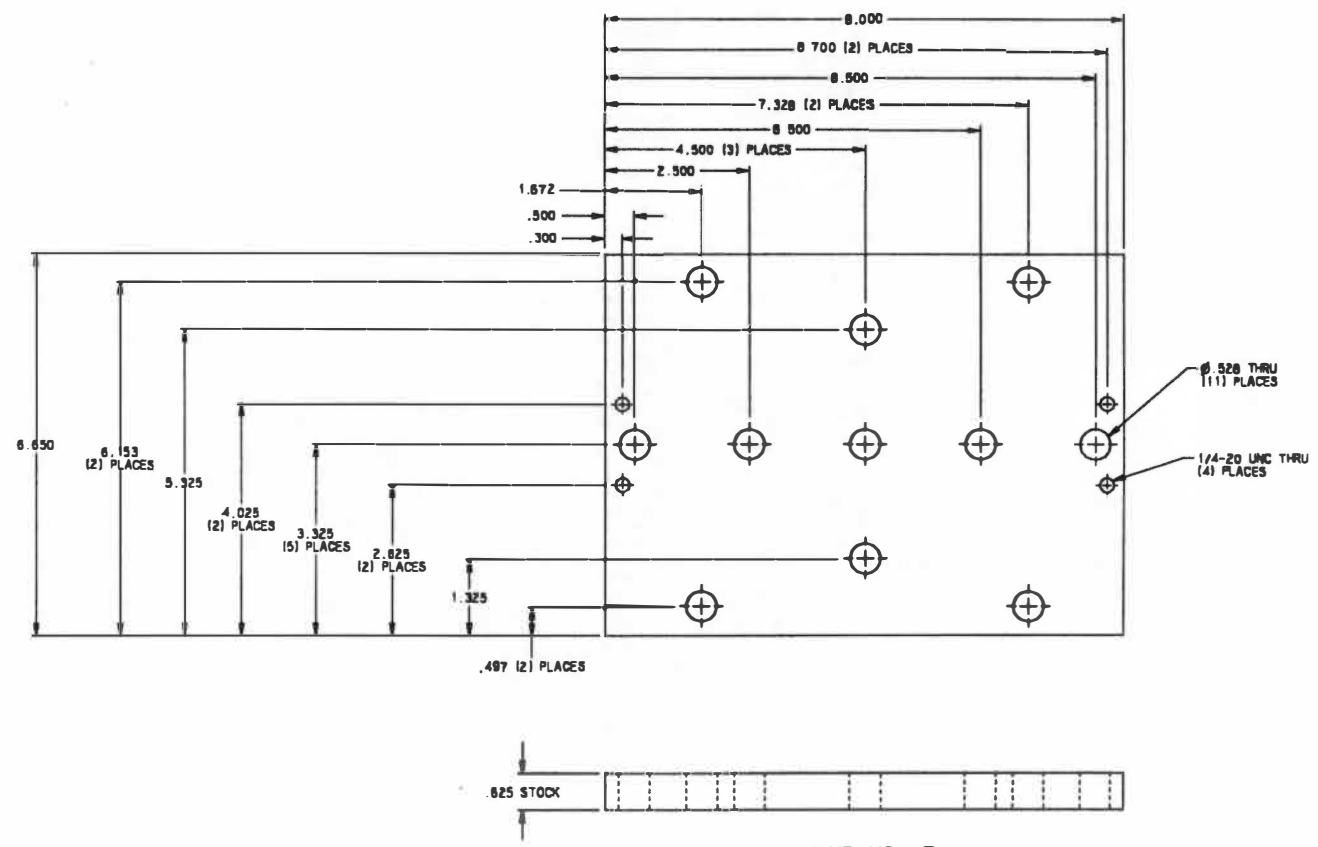 9.000
8 700 (2) PLACES
8.500
7.328 (2) PLACES
6 500
4.500 (3) PLACES
2.500
1.672
.500
.300
Ø.528 THRU
(11) PLACES
6.650
6.153
(2) PLACES
5.325
4.025
(2) PLACES
3.325
(5) PLACES
2.625
(2) PLACES
1.325
1/4-20 UNC THRU
(4) PLACES
.497 (2) PLACES
.625 STOCK